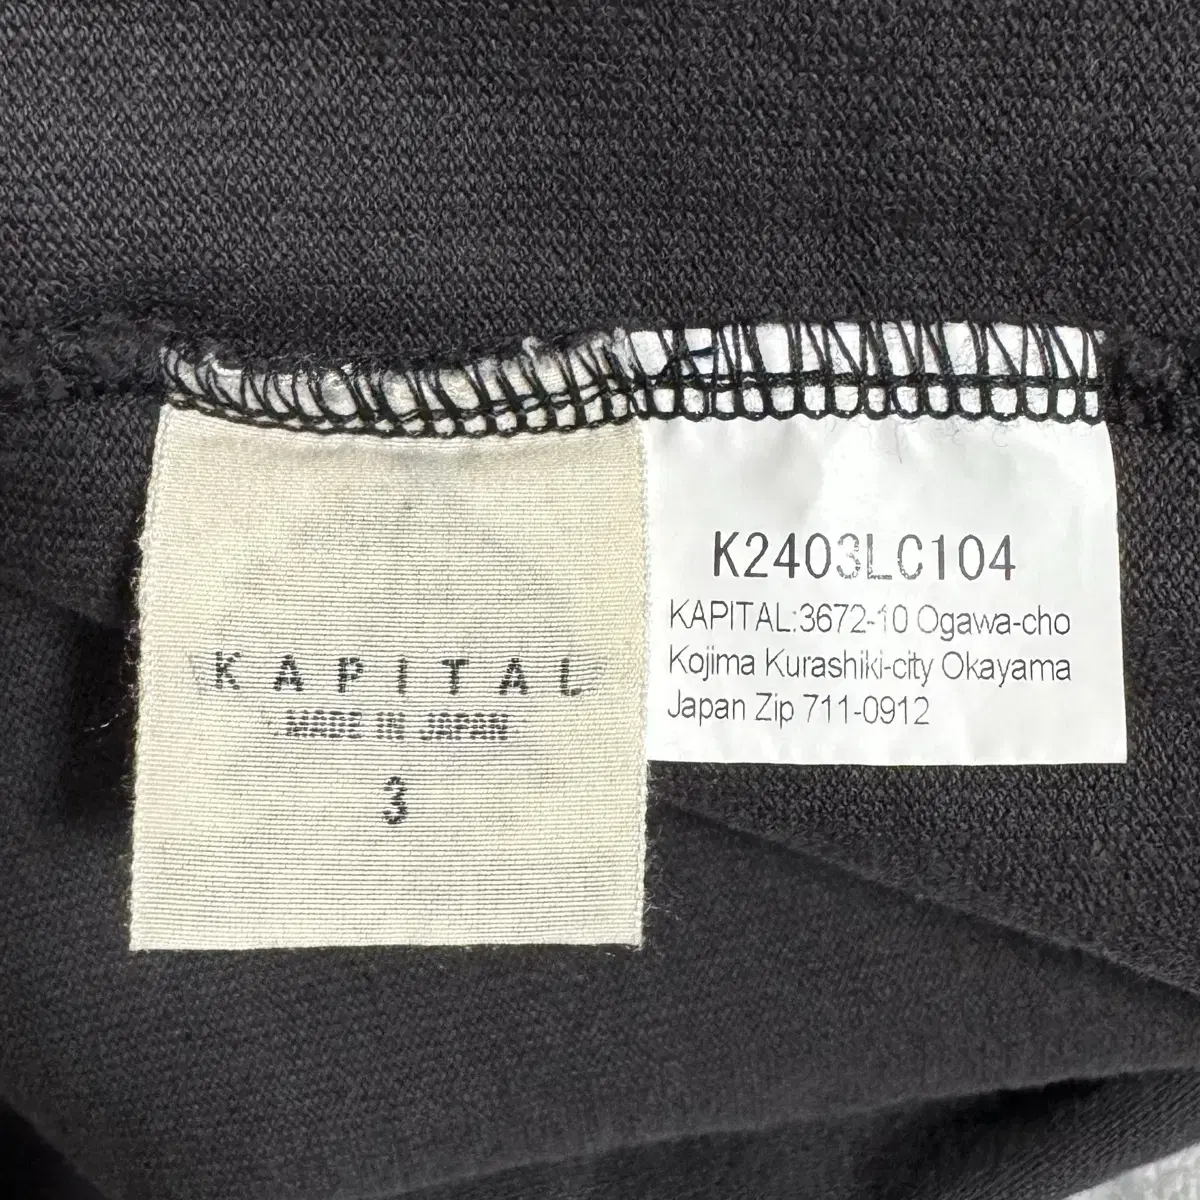 KAPITAL
MADE IN JAPAN
3
K2403LC104
KAPITAL:3672-10 Ogawa-cho
Kojima Kurashiki-city Okayama
Japan Zip 711-0912